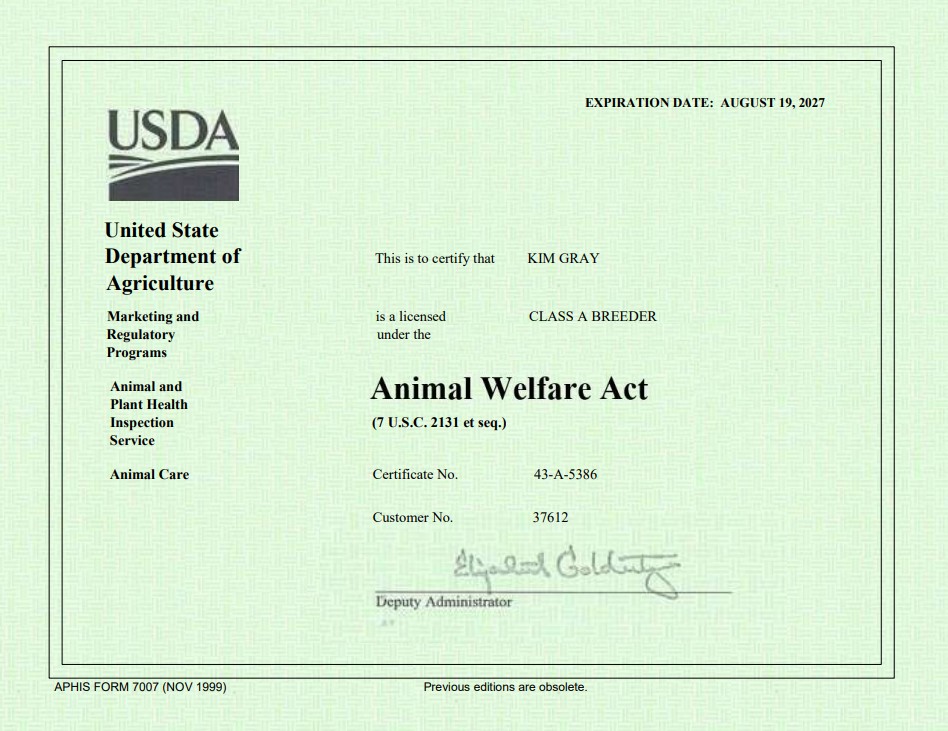 EXPIRATION DATE: AUGUST 19, 2027
USDA
United State
Department of
Agriculture
Marketing and
Regulatory
Programs
Animal and
Plant Health
Inspection
Service
Animal Care
This is to certify that KIM GRAY
is a licensed CLASS A BREEDER
under the
Animal Welfare Act
(7 U.S.C. 2131 et seq.)
Certificate No. 43-A-5386
Customer No. 37612
Deputy Administrator
APHIS FORM 7007 (NOV 1999) Previous editions are obsolete.